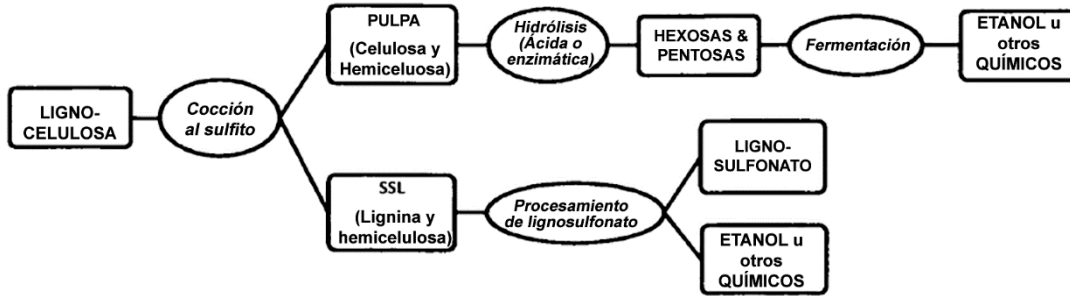 LIGNO-
CELULOSA
Cocción
al sulfito
PULPA
(Celulosa y
Hemiceluosa)
Hidrólisis
(Ácida o
enzimática)
HEXOSAS &
PENTOSAS
Fermentación
ETANOL u
otros
QUÍMICOS
SSL
(Lignina y
hemicelulosa)
Procesamiento
de lignosulfonato
LIGNO-
SULFONATO
ETANOL u
otros
QUÍMICOS